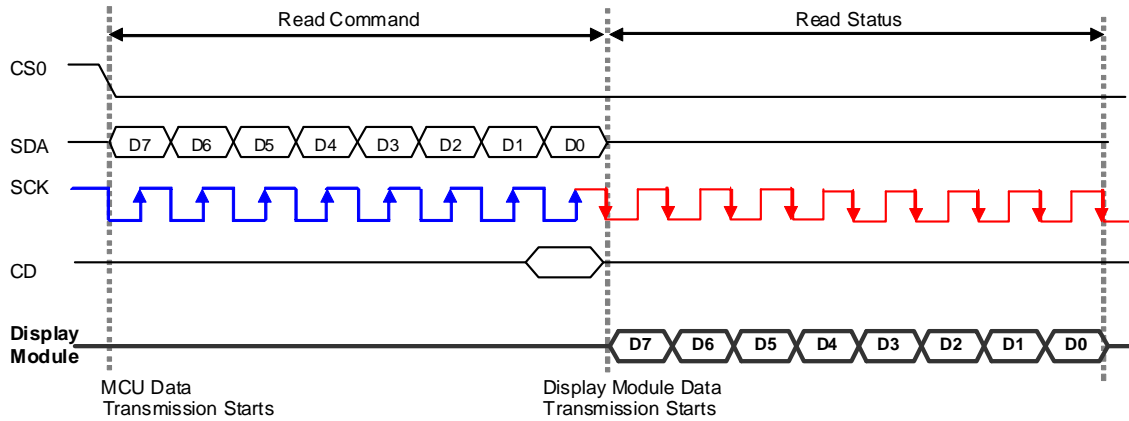 Read Command Read Status
CS0
SDA D7 D6 D5 D4 D3 D2 D1 D0
SCK
CD
Display
Module
D7 D6 D5 D4 D3 D2 D1 D0
MCU Data
Transmission Starts
Display Module Data
Transmission Starts